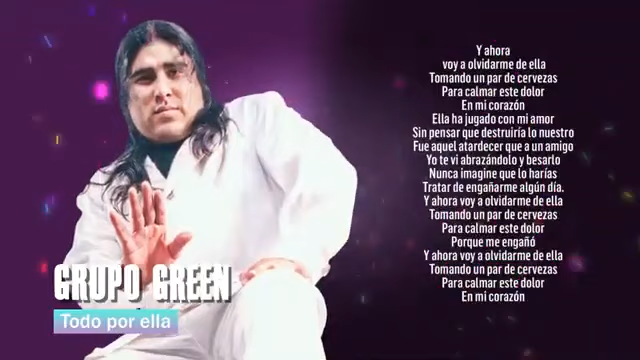 Y ahora
voy a olvidarme de ella
Tomando un par de cervezas
Para calmar este dolor
En mi corazón
Ella ha jugado con mi amor
Sin pensar que destruiría lo nuestro
Fue aquel atardecer que a un amigo
Yo te vi abrazándolo y besarlo
Nunca imagine que lo harías
Tratar de engañarme algún día.
Y ahora voy a olvidarme de ella
Tomando un par de cervezas
Para calmar este dolor
Porque me engañó
Y ahora voy a olvidarme de ella
Tomando un par de cervezas
Para calmar este dolor
En mi corazón
GRUPO GREEN
Todo por ella